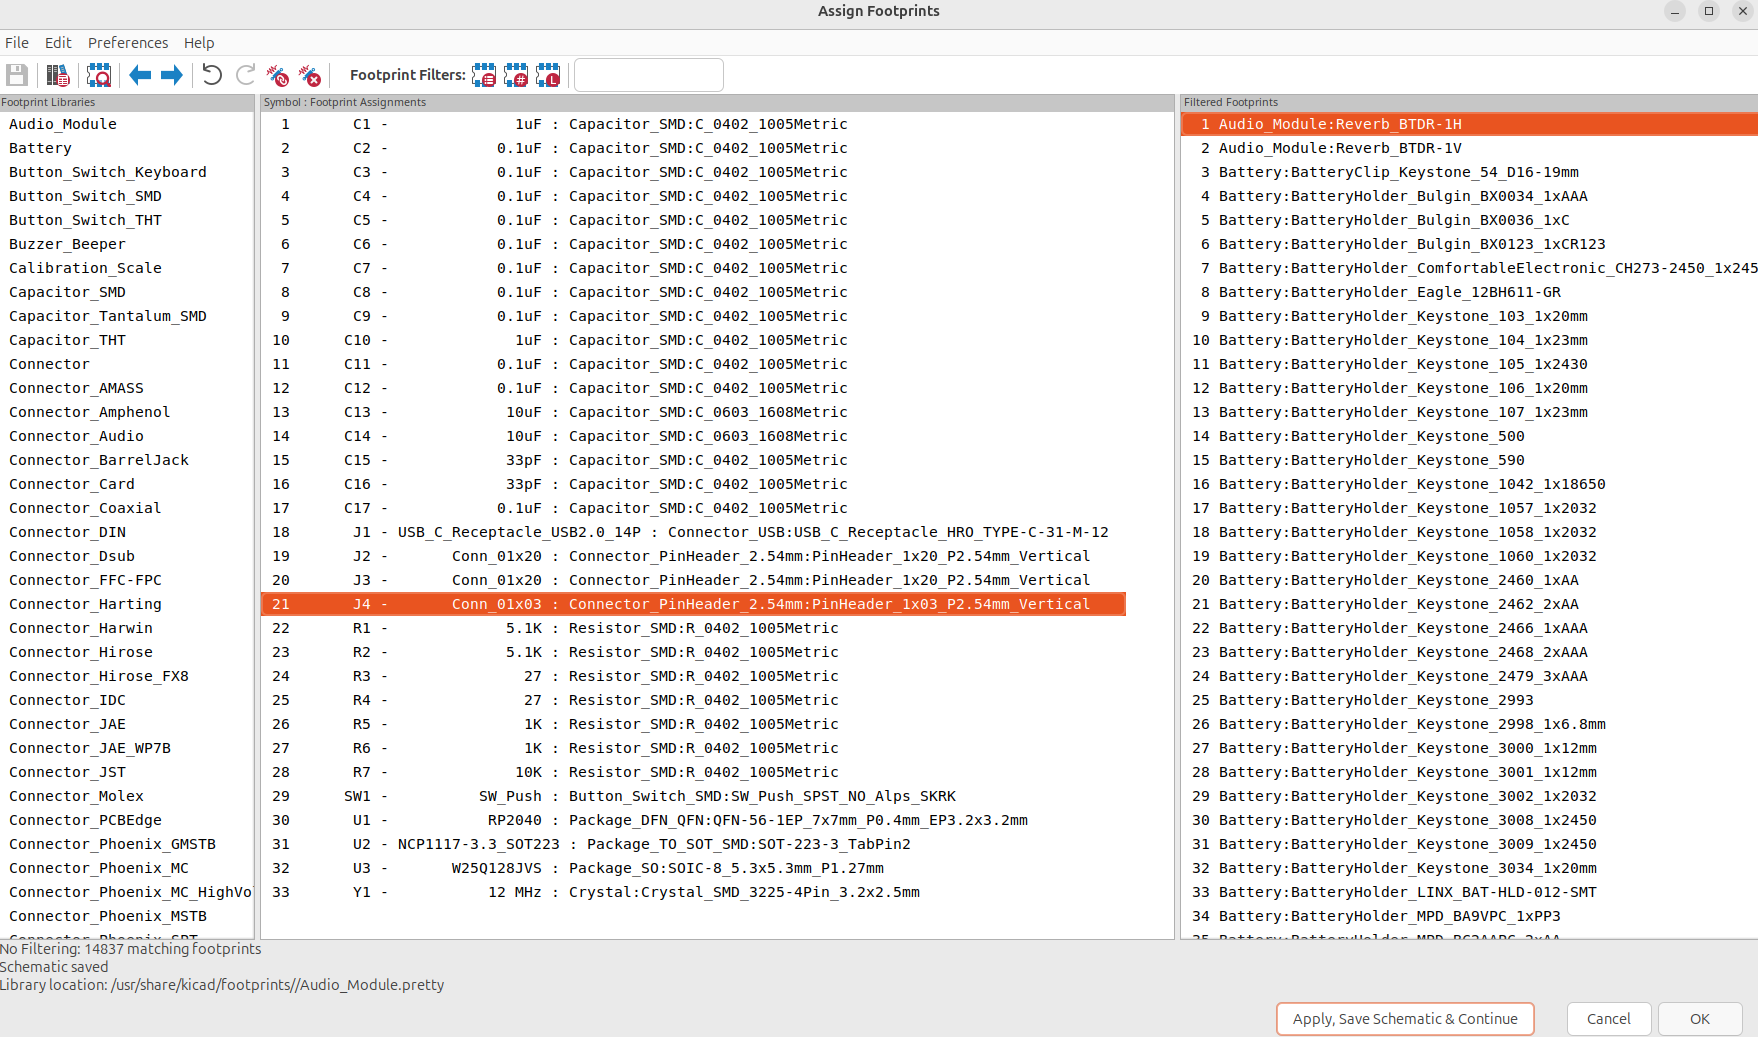 Assign Footprints
File Edit Preferences Help
Footprint Filters:
Footprint Libraries
Audio_Module
Battery
Button_Switch_Keyboard
Button_Switch_SMD
Button_Switch_THT
Buzzer_Beeper
Calibration_Scale
Capacitor_SMD
Capacitor_Tantalum_SMD
Capacitor_THT
Connector
Connector_AMASS
Connector_Amphenol
Connector_Audio
Connector_BarrelJack
Connector_Card
Connector_Coaxial
Connector_DIN
Connector_Dsub
Connector_FFC-FPC
Connector_Harting
Connector_Harwin
Connector_Hirose
Connector_Hirose_FX8
Connector_IDC
Connector_JAE
Connector_JAE_WP7B
Connector_JST
Connector_Molex
Connector_PCBEdge
Connector_Phoenix_GMSTB
Connector_Phoenix_MC
Connector_Phoenix_MC_HighVo
Connector_Phoenix_MSTB
Connector_Phoenix_SPT
Symbol : Footprint Assignments
1 C1 - 1uF : Capacitor_SMD:C_0402_1005Metric
2 C2 - 0.1uF : Capacitor_SMD:C_0402_1005Metric
3 C3 - 0.1uF : Capacitor_SMD:C_0402_1005Metric
4 C4 - 0.1uF : Capacitor_SMD:C_0402_1005Metric
5 C5 - 0.1uF : Capacitor_SMD:C_0402_1005Metric
6 C6 - 0.1uF : Capacitor_SMD:C_0402_1005Metric
7 C7 - 0.1uF : Capacitor_SMD:C_0402_1005Metric
8 C8 - 0.1uF : Capacitor_SMD:C_0402_1005Metric
9 C9 - 0.1uF : Capacitor_SMD:C_0402_1005Metric
10 C10 - 1uF : Capacitor_SMD:C_0402_1005Metric
11 C11 - 0.1uF : Capacitor_SMD:C_0402_1005Metric
12 C12 - 0.1uF : Capacitor_SMD:C_0402_1005Metric
13 C13 - 10uF : Capacitor_SMD:C_0603_1608Metric
14 C14 - 10uF : Capacitor_SMD:C_0603_1608Metric
15 C15 - 33pF : Capacitor_SMD:C_0402_1005Metric
16 C16 - 33pF : Capacitor_SMD:C_0402_1005Metric
17 C17 - 0.1uF : Capacitor_SMD:C_0402_1005Metric
18 J1 - USB_C_Receptacle_USB2.0_14P : Connector_USB:USB_C_Receptacle_HRO_TYPE-C-31-M-12
19 J2 - Conn_01x20 : Connector_PinHeader_2.54mm:PinHeader_1x20_P2.54mm_Vertical
20 J3 - Conn_01x20 : Connector_PinHeader_2.54mm:PinHeader_1x20_P2.54mm_Vertical
21 J4 - Conn_01x03 : Connector_PinHeader_2.54mm:PinHeader_1x03_P2.54mm_Vertical
22 R1 - 5.1K : Resistor_SMD:R_0402_1005Metric
23 R2 - 5.1K : Resistor_SMD:R_0402_1005Metric
24 R3 - 27 : Resistor_SMD:R_0402_1005Metric
25 R4 - 27 : Resistor_SMD:R_0402_1005Metric
26 R5 - 1K : Resistor_SMD:R_0402_1005Metric
27 R6 - 1K : Resistor_SMD:R_0402_1005Metric
28 R7 - 10K : Resistor_SMD:R_0402_1005Metric
29 SW1 - SW_Push : Button_Switch_SMD:SW_Push_SPST_NO_Alps_SKRK
30 U1 - RP2040 : Package_DFN_QFN:QFN-56-1EP_7x7mm_P0.4mm_EP3.2x3.2mm
31 U2 - NCP1117-3.3_SOT223 : Package_TO_SOT_SMD:SOT-223-3_TabPin2
32 U3 - W25Q128JVS : Package_SO:SOIC-8_5.3x5.3mm_P1.27mm
33 Y1 - 12 MHz : Crystal:Crystal_SMD_3225-4Pin_3.2x2.5mm
Filtered Footprints
1 Audio_Module:Reverb_BTDR-1H
2 Audio_Module:Reverb_BTDR-1V
3 Battery:BatteryClip_Keystone_54_D16-19mm
4 Battery:BatteryHolder_Bulgin_BX0034_1xAAA
5 Battery:BatteryHolder_Bulgin_BX0036_1xC
6 Battery:BatteryHolder_Bulgin_BX0123_1xCR123
7 Battery:BatteryHolder_ComfortableElectronic_CH273-2450_1x245
8 Battery:BatteryHolder_Eagle_12BH611-GR
9 Battery:BatteryHolder_Keystone_103_1x20mm
10 Battery:BatteryHolder_Keystone_104_1x23mm
11 Battery:BatteryHolder_Keystone_105_1x2430
12 Battery:BatteryHolder_Keystone_106_1x20mm
13 Battery:BatteryHolder_Keystone_107_1x23mm
14 Battery:BatteryHolder_Keystone_500
15 Battery:BatteryHolder_Keystone_590
16 Battery:BatteryHolder_Keystone_1042_1x18650
17 Battery:BatteryHolder_Keystone_1057_1x2032
18 Battery:BatteryHolder_Keystone_1058_1x2032
19 Battery:BatteryHolder_Keystone_1060_1x2032
20 Battery:BatteryHolder_Keystone_2460_1xAA
21 Battery:BatteryHolder_Keystone_2462_2xAA
22 Battery:BatteryHolder_Keystone_2466_1xAAA
23 Battery:BatteryHolder_Keystone_2468_2xAAA
24 Battery:BatteryHolder_Keystone_2479_3xAAA
25 Battery:BatteryHolder_Keystone_2993
26 Battery:BatteryHolder_Keystone_2998_1x6.8mm
27 Battery:BatteryHolder_Keystone_3000_1x12mm
28 Battery:BatteryHolder_Keystone_3001_1x12mm
29 Battery:BatteryHolder_Keystone_3002_1x2032
30 Battery:BatteryHolder_Keystone_3008_1x2450
31 Battery:BatteryHolder_Keystone_3009_1x2450
32 Battery:BatteryHolder_Keystone_3034_1x20mm
33 Battery:BatteryHolder_LINX_BAT-HLD-012-SMT
34 Battery:BatteryHolder_MPD_BA9VPC_1xPP3
35 Battery:BatteryHolder_MPD_BC2AAPC_2xAA
No Filtering: 14837 matching footprints
Schematic saved
Library location: /usr/share/kicad/footprints//Audio_Module.pretty
Apply, Save Schematic & Continue Cancel OK